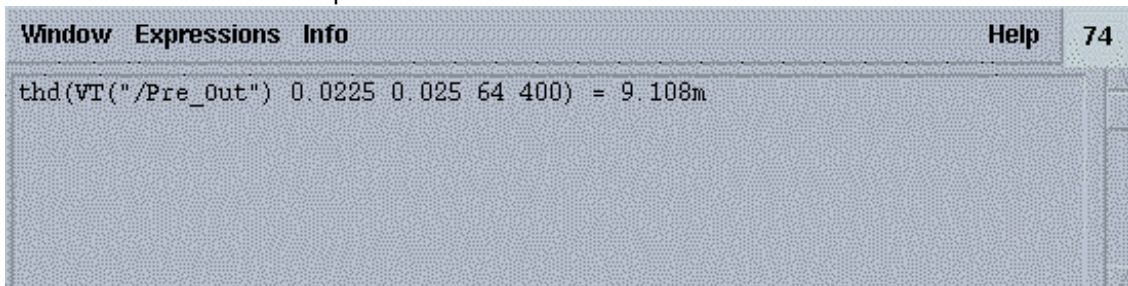 Window Expressions Info Help 74
thd(VT("/Pre_Out") 0.0225 0.025 64 400) = 9.108m